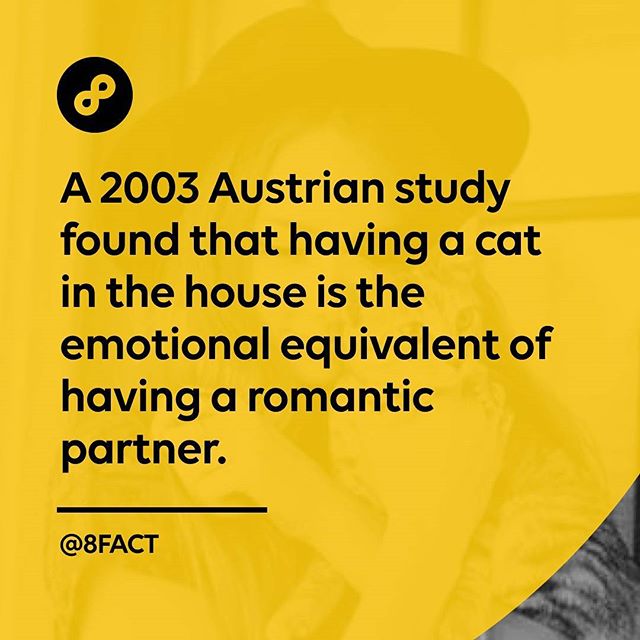 A 2003 Austrian study
found that having a cat
in the house is the
emotional equivalent of
having a romantic
partner.
@8FACT